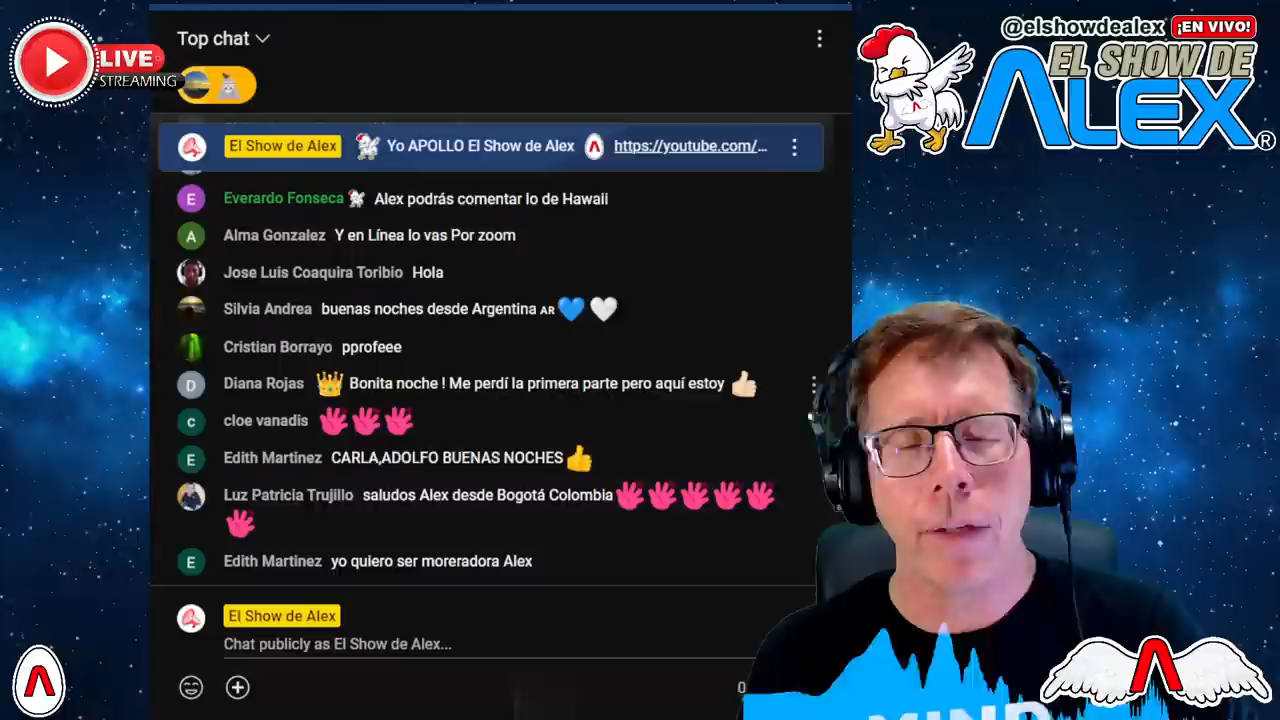 LIVE
STREAMING
Top chat
@elshowdealex ¡EN VIVO!
EL SHOW DE
ALEX®
El Show de Alex Yo APOLLO El Show de Alex https://youtube.com/...
Everardo Fonseca Alex podrás comentar lo de HawaII
Alma Gonzalez Y en Línea lo vas Por zoom
Jose Luis Coaquira Toribio Hola
Silvia Andrea buenas noches desde Argentina AR
Cristian Borrayo pprofeee
Diana Rojas Bonita noche ! Me perdí la primera parte pero aquí estoy
cloe vanadis
Edith Martinez CARLA,ADOLFO BUENAS NOCHES
Luz Patricia Trujillo saludos Alex desde Bogotá Colombia
Edith Martinez yo quiero ser moreradora Alex
El Show de Alex
Chat publicly as El Show de Alex...
0
MIND